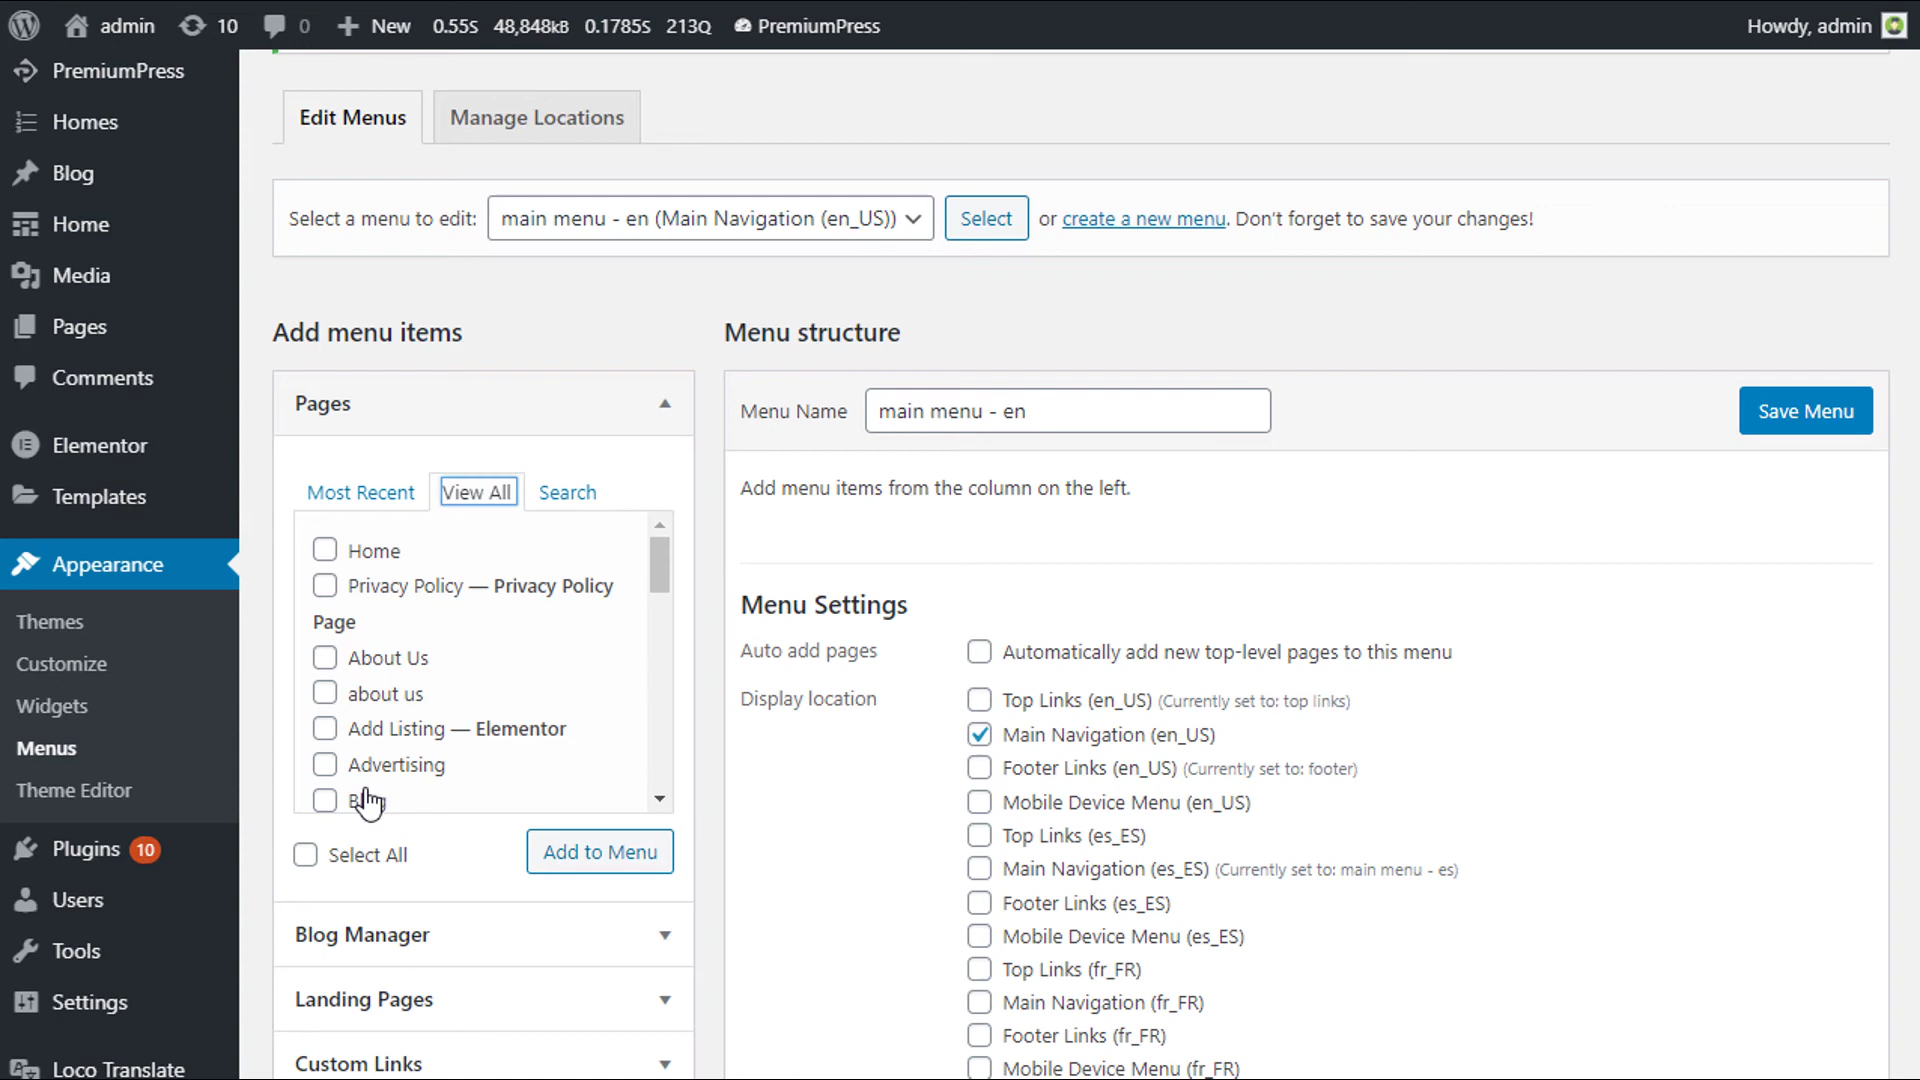 admin 10 0 New 0.55S 48,848kB 0.1785S 213Q PremiumPress Howdy, admin
PremiumPress
Homes
Blog
Home
Media
Pages
Comments
Elementor
Templates
Appearance
Themes
Customize
Widgets
Menus
Theme Editor
Plugins 10
Users
Tools
Settings
Loco Translate
Edit Menus Manage Locations
Select a menu to edit: main menu - en (Main Navigation (en_US)) Select or create a new menu. Don't forget to save your changes!
Add menu items
Pages
Most Recent View All Search
Home
Privacy Policy — Privacy Policy
Page
About Us
about us
Add Listing — Elementor
Advertising
Select All Add to Menu
Blog Manager
Landing Pages
Custom Links
Menu structure
Menu Name main menu - en Save Menu
Add menu items from the column on the left.
Menu Settings
Auto add pages Automatically add new top-level pages to this menu
Display location Top Links (en_US) (Currently set to: top links)
Main Navigation (en_US)
Footer Links (en_US) (Currently set to: footer)
Mobile Device Menu (en_US)
Top Links (es_ES)
Main Navigation (es_ES) (Currently set to: main menu - es)
Footer Links (es_ES)
Mobile Device Menu (es_ES)
Top Links (fr_FR)
Main Navigation (fr_FR)
Footer Links (fr_FR)
Mobile Device Menu (fr_FR)